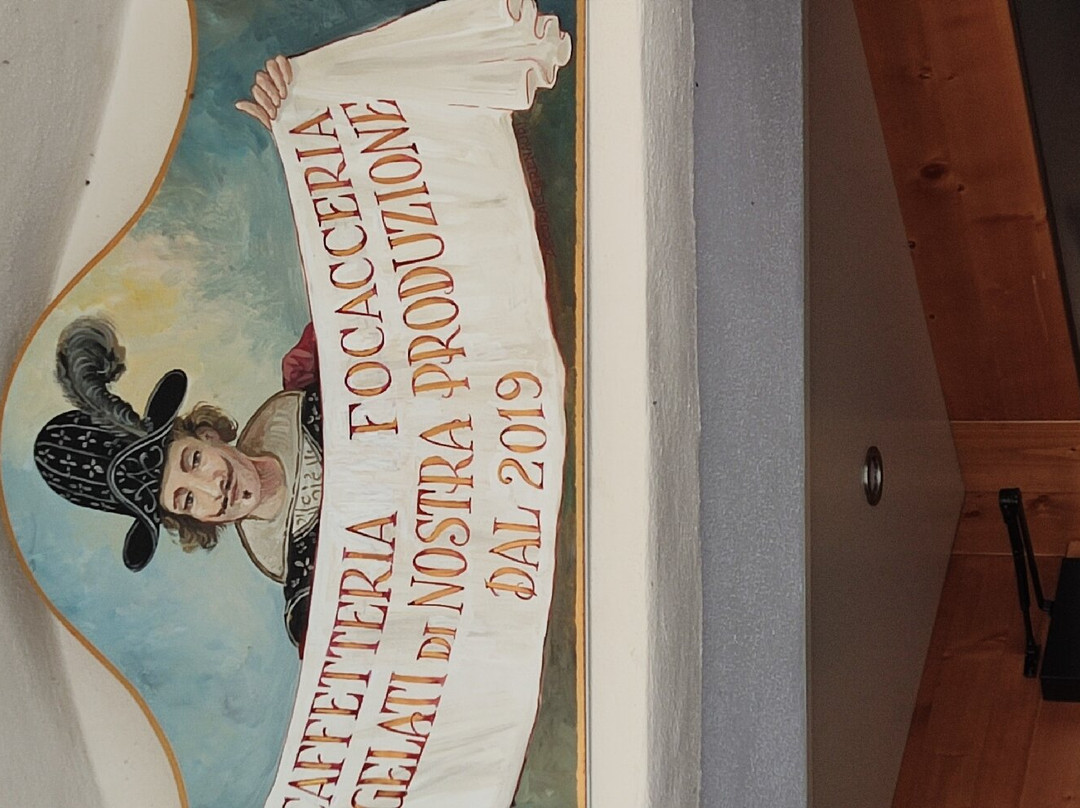 CAFFETTERIA FOCACCERIA
GELATI DI NOSTRA PRODUZIONE
DAL 2019